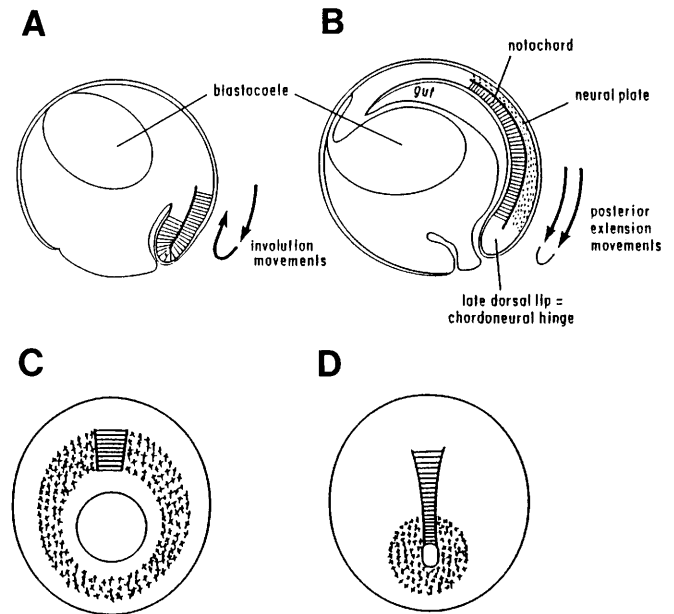 A
B
notochord
blastocoele
gut
neural plate
involution
movements
posterior
extension
movements
late dorsal lip =
chordoneural hinge
C
D